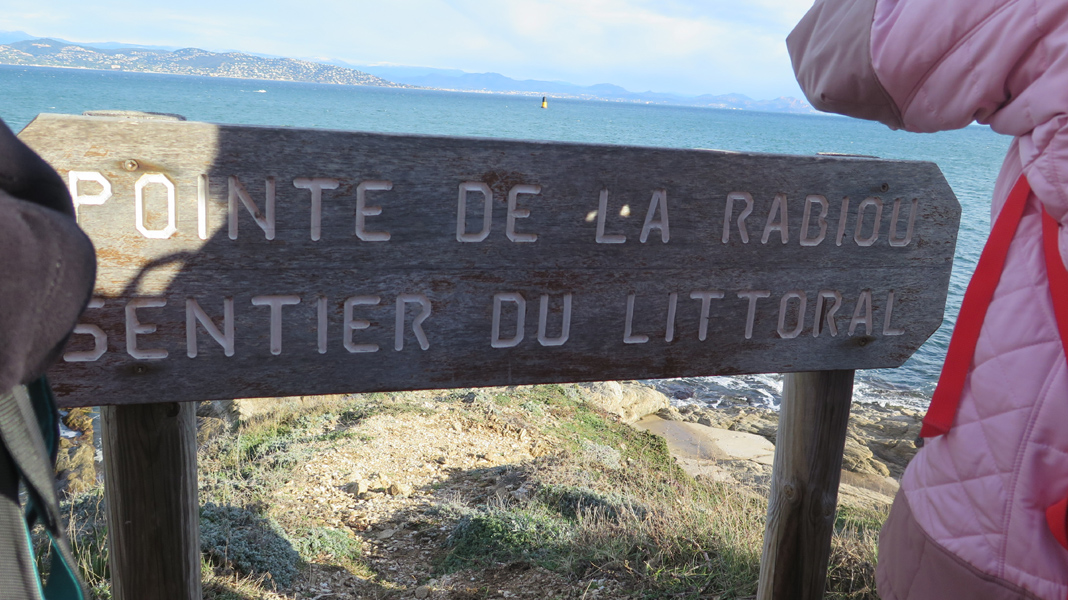 POINTE DE LA RABIOU
SENTIER DU LITTORAL